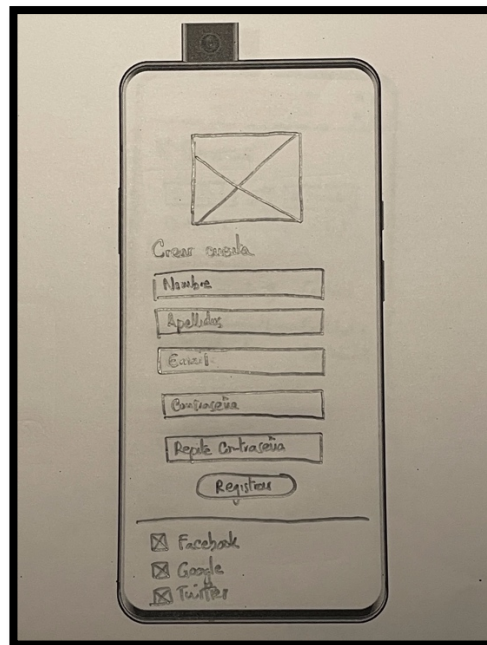 Crear cuenta
Nombre
Apellidos
Email
Contraseña
Repite Contraseña
Registrar
Facebook
Google
Twitter